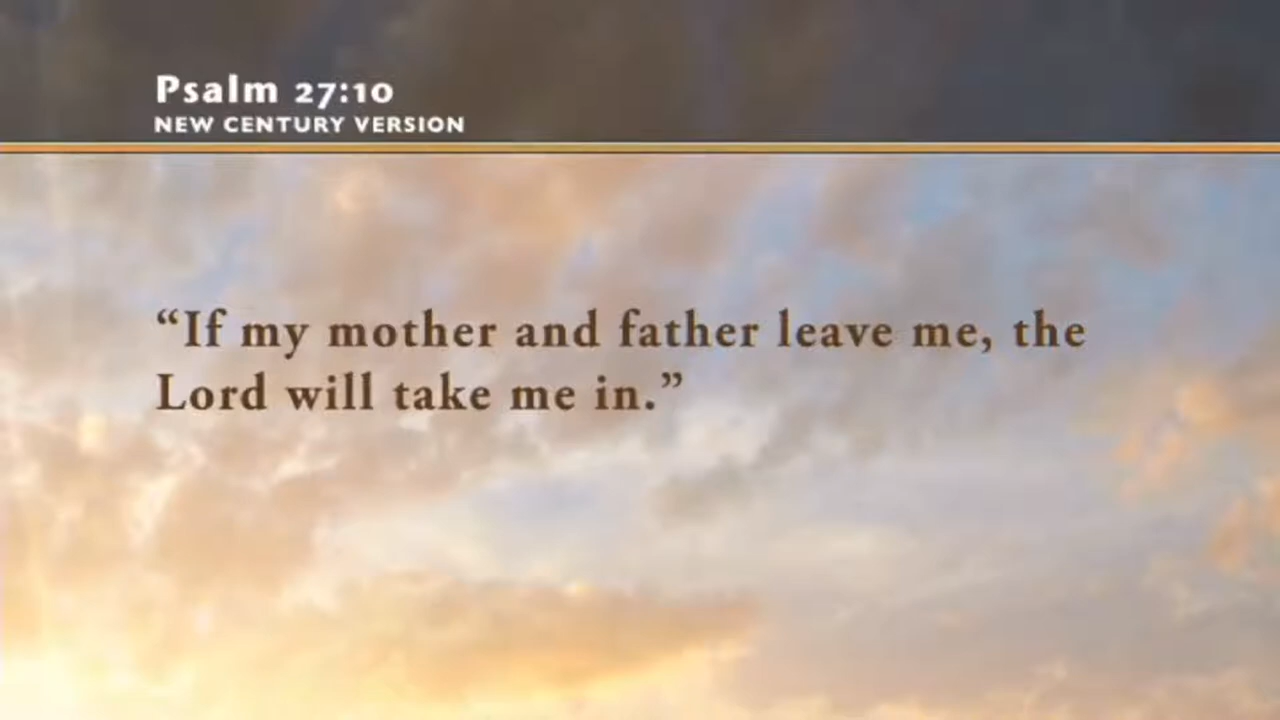 Psalm 27:10
NEW CENTURY VERSION
“If my mother and father leave me, the
Lord will take me in.”